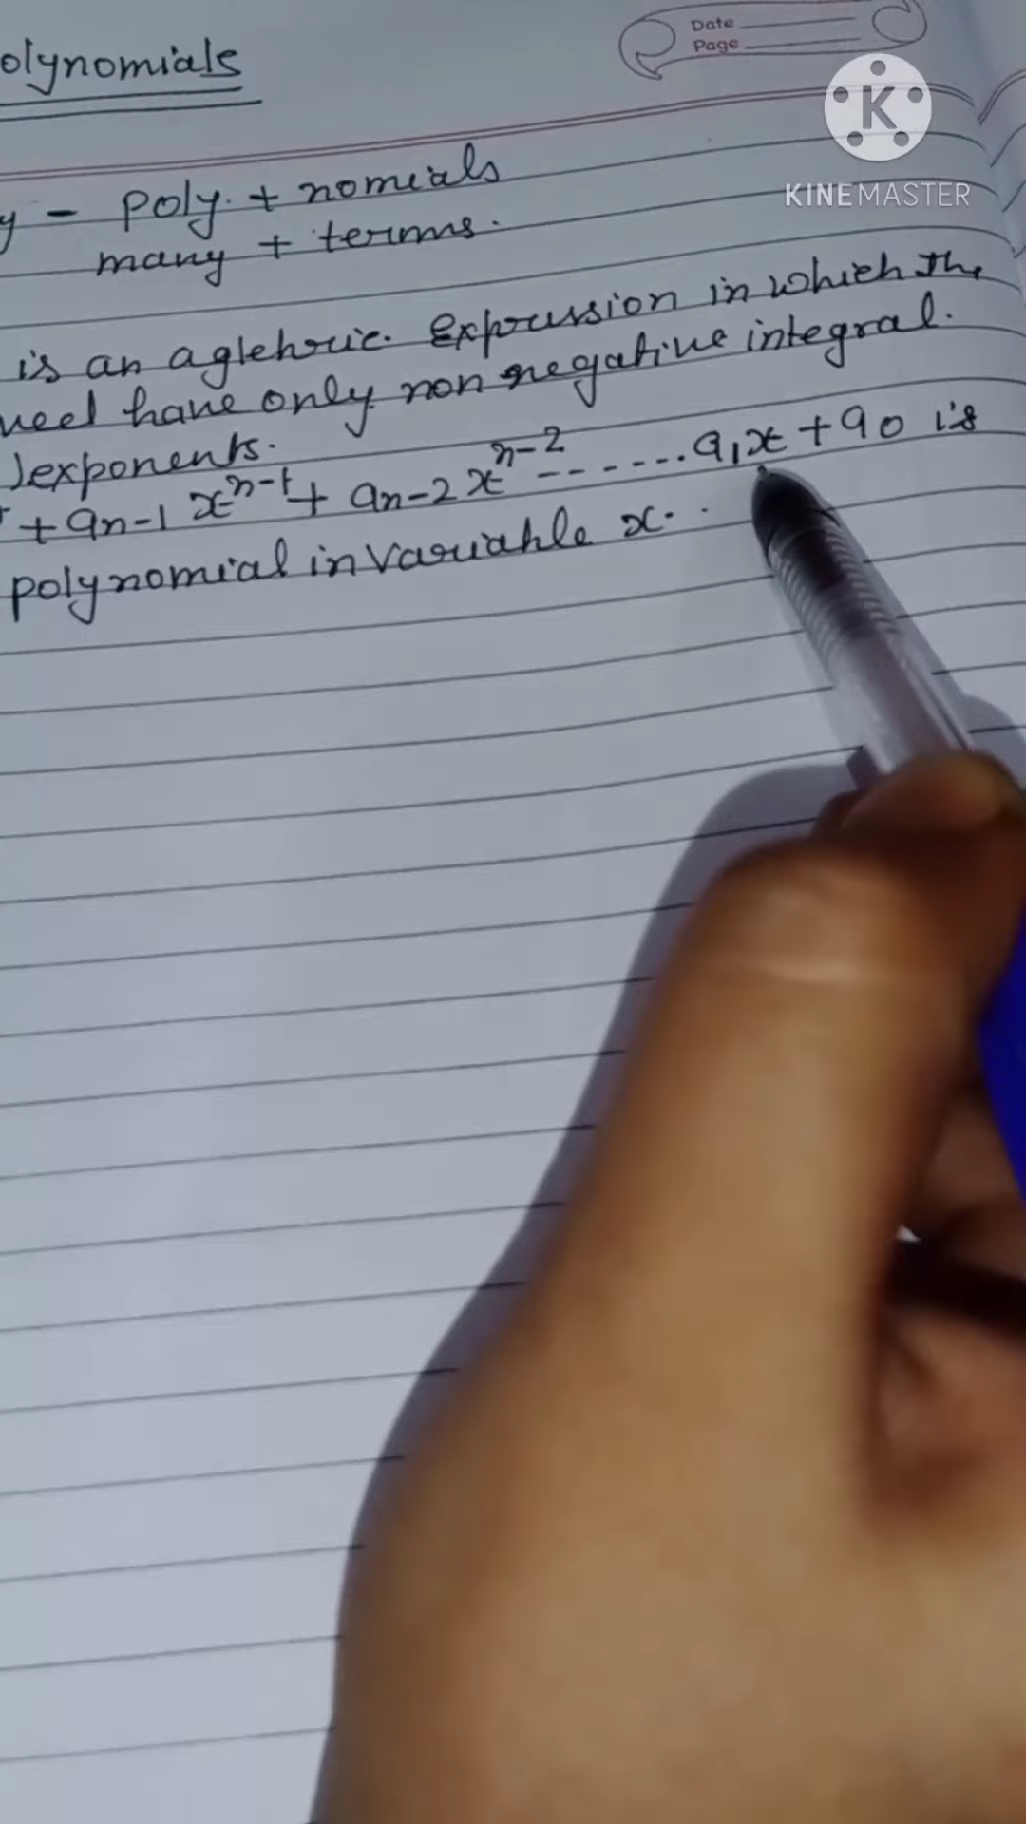 Date
Page
olynomials
KINEMASTER
y - poly + nomials
many + terms.
is an aglebric Expression in which the
have only non negative integral.
exponents.
+ an-1 x^n-1 + an-2 x^n-2 ------.... a1x + a0 is
polynomial in variable x.